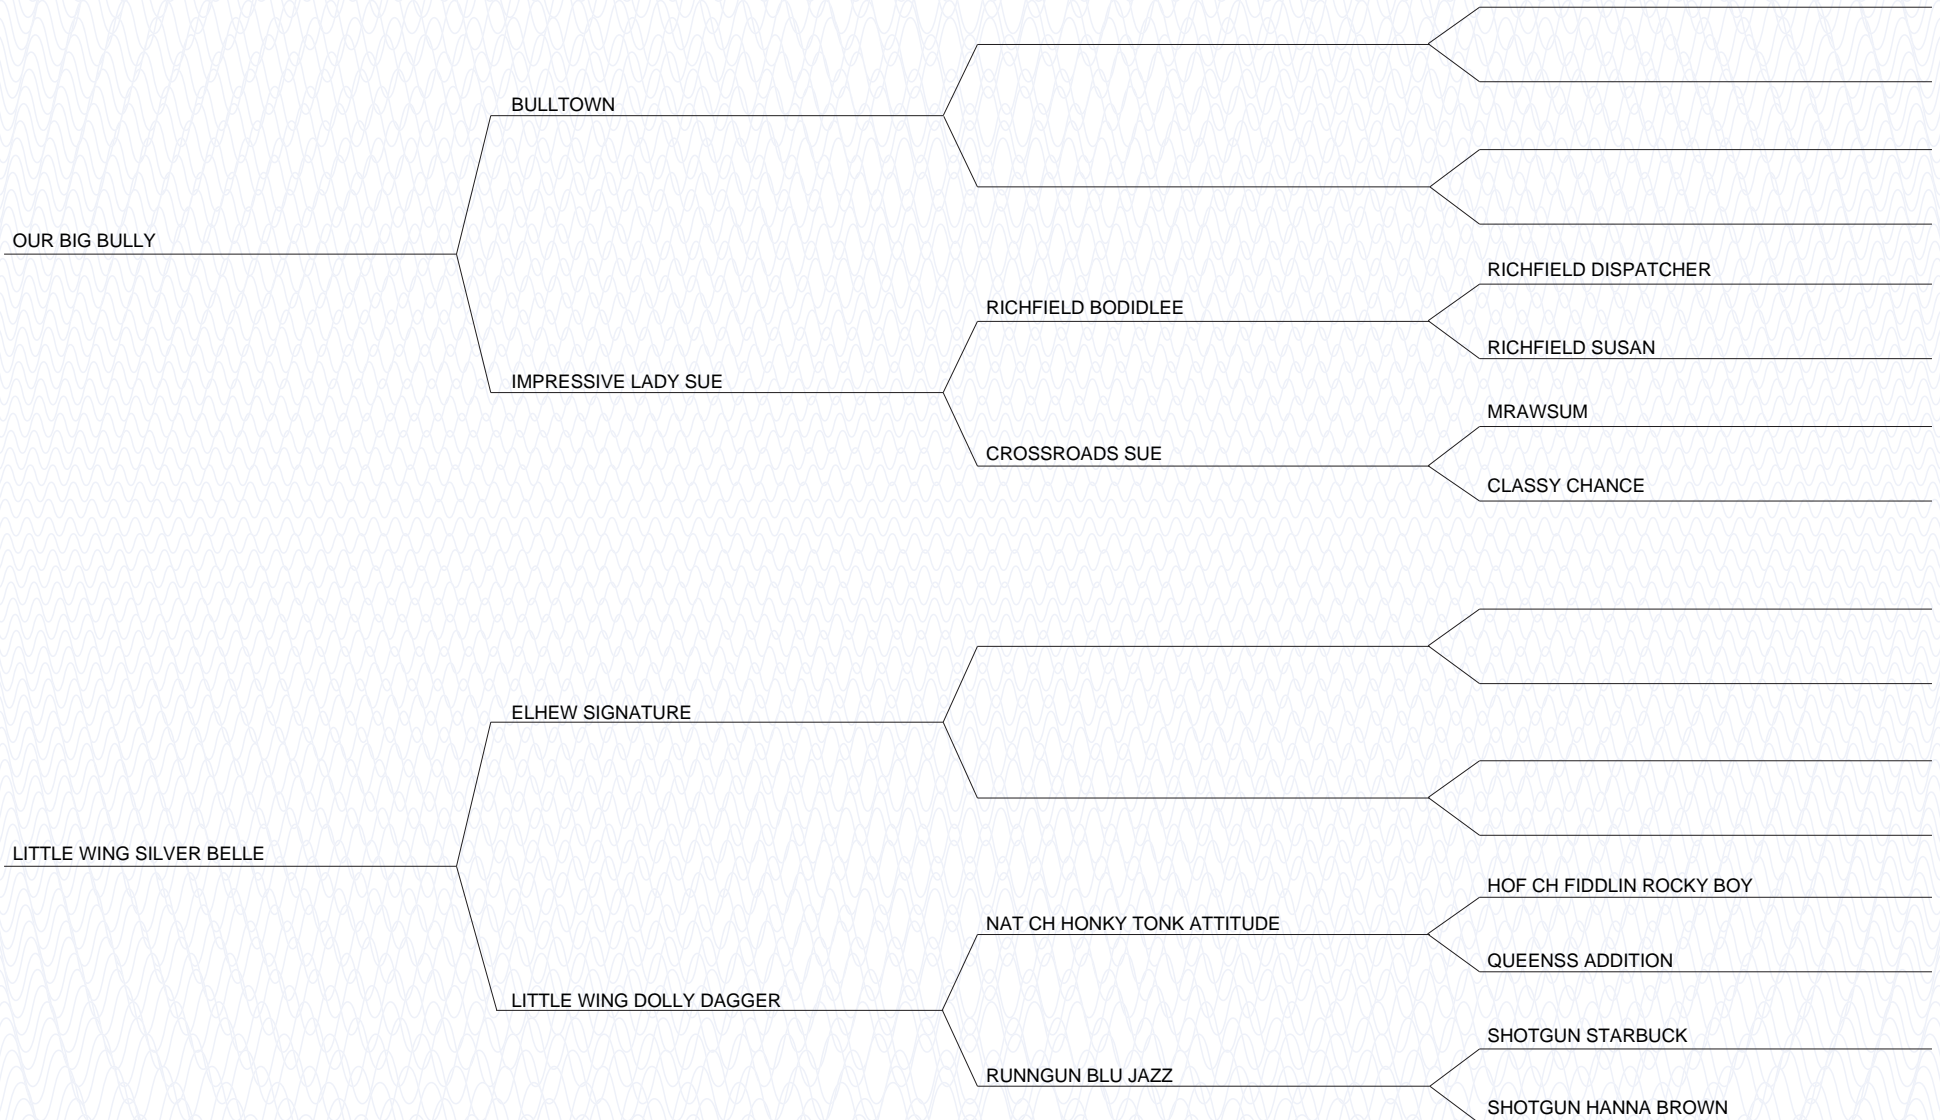 BULLTOWN
OUR BIG BULLY
RICHFIELD DISPATCHER
RICHFIELD BODIDLEE
RICHFIELD SUSAN
IMPRESSIVE LADY SUE
MRAWSUM
CROSSROADS SUE
CLASSY CHANCE
ELHEW SIGNATURE
LITTLE WING SILVER BELLE
HOF CH FIDDLIN ROCKY BOY
NAT CH HONKY TONK ATTITUDE
QUEENSS ADDITION
LITTLE WING DOLLY DAGGER
SHOTGUN STARBUCK
RUNNGUN BLU JAZZ
SHOTGUN HANNA BROWN